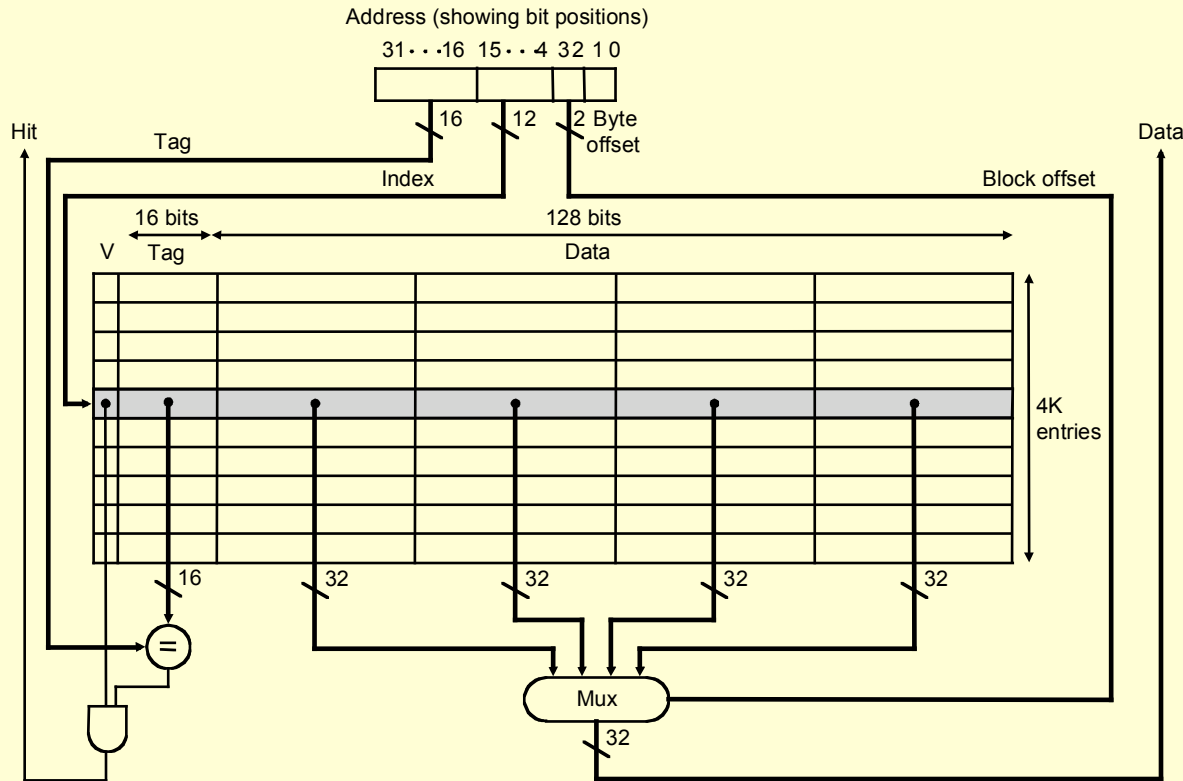 Address (showing bit positions)
31 · · · 16 15 · · · 4 3 2 1 0
16 12 2 Byte
offset
Hit
Tag
Data
Index
Block offset
16 bits
128 bits
V
Tag
Data
4K
entries
16
32
32
32
32
=
Mux
32